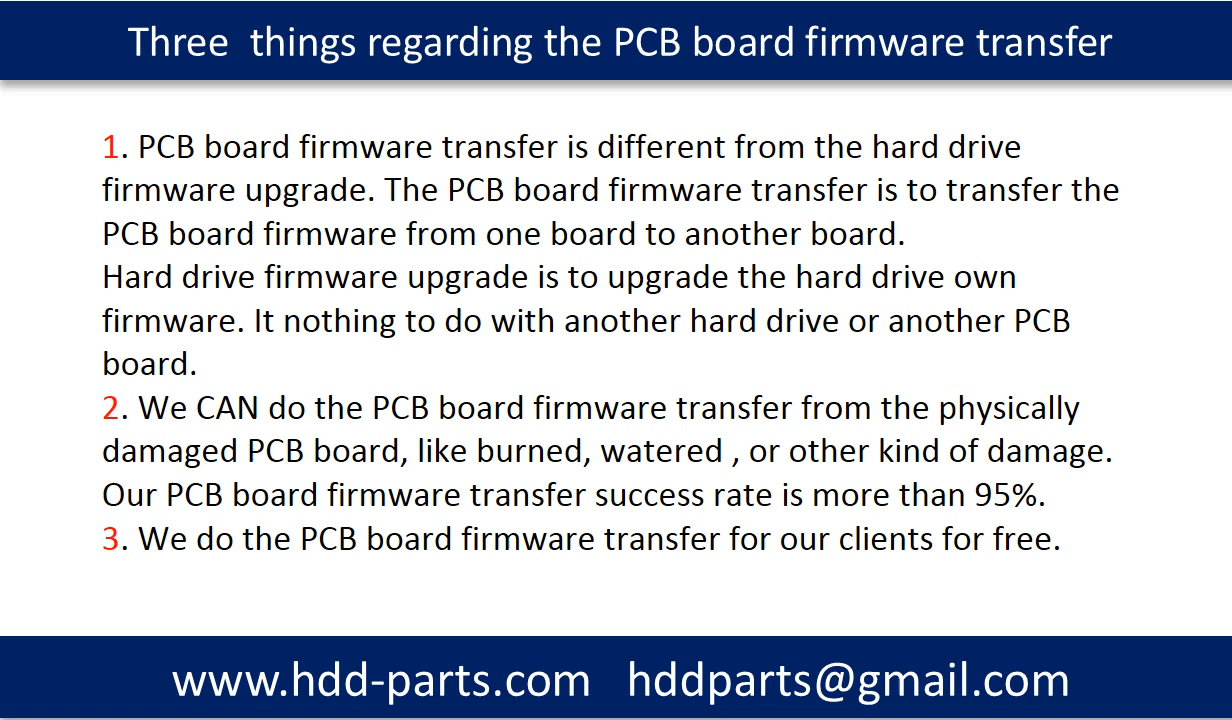 Three  things regarding the PCB board firmware transfer
1. PCB board firmware transfer is different from the hard drive
firmware upgrade. The PCB board firmware transfer is to transfer the
PCB board firmware from one board to another board.
Hard drive firmware upgrade is to upgrade the hard drive own
firmware. It nothing to do with another hard drive or another PCB
board.
2. We CAN do the PCB board firmware transfer from the physically
damaged PCB board, like burned, watered , or other kind of damage.
Our PCB board firmware transfer success rate is more than 95%.
3. We do the PCB board firmware transfer for our clients for free.
www.hdd-parts.com   hddparts@gmail.com